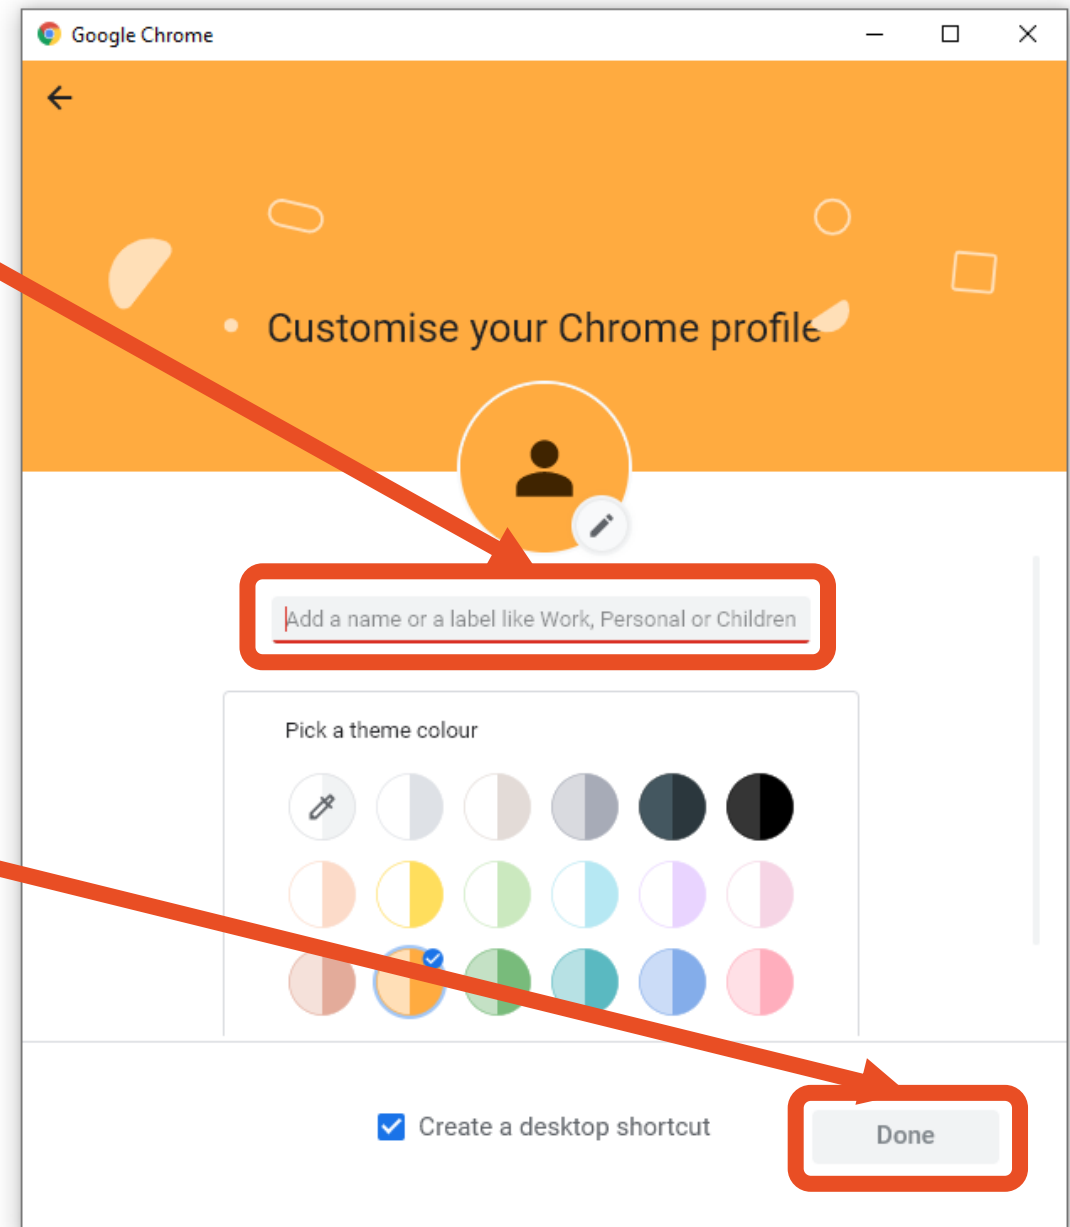 Google Chrome
Customise your Chrome profile
Add a name or a label like Work, Personal or Children
Pick a theme colour
Create a desktop shortcut
Done